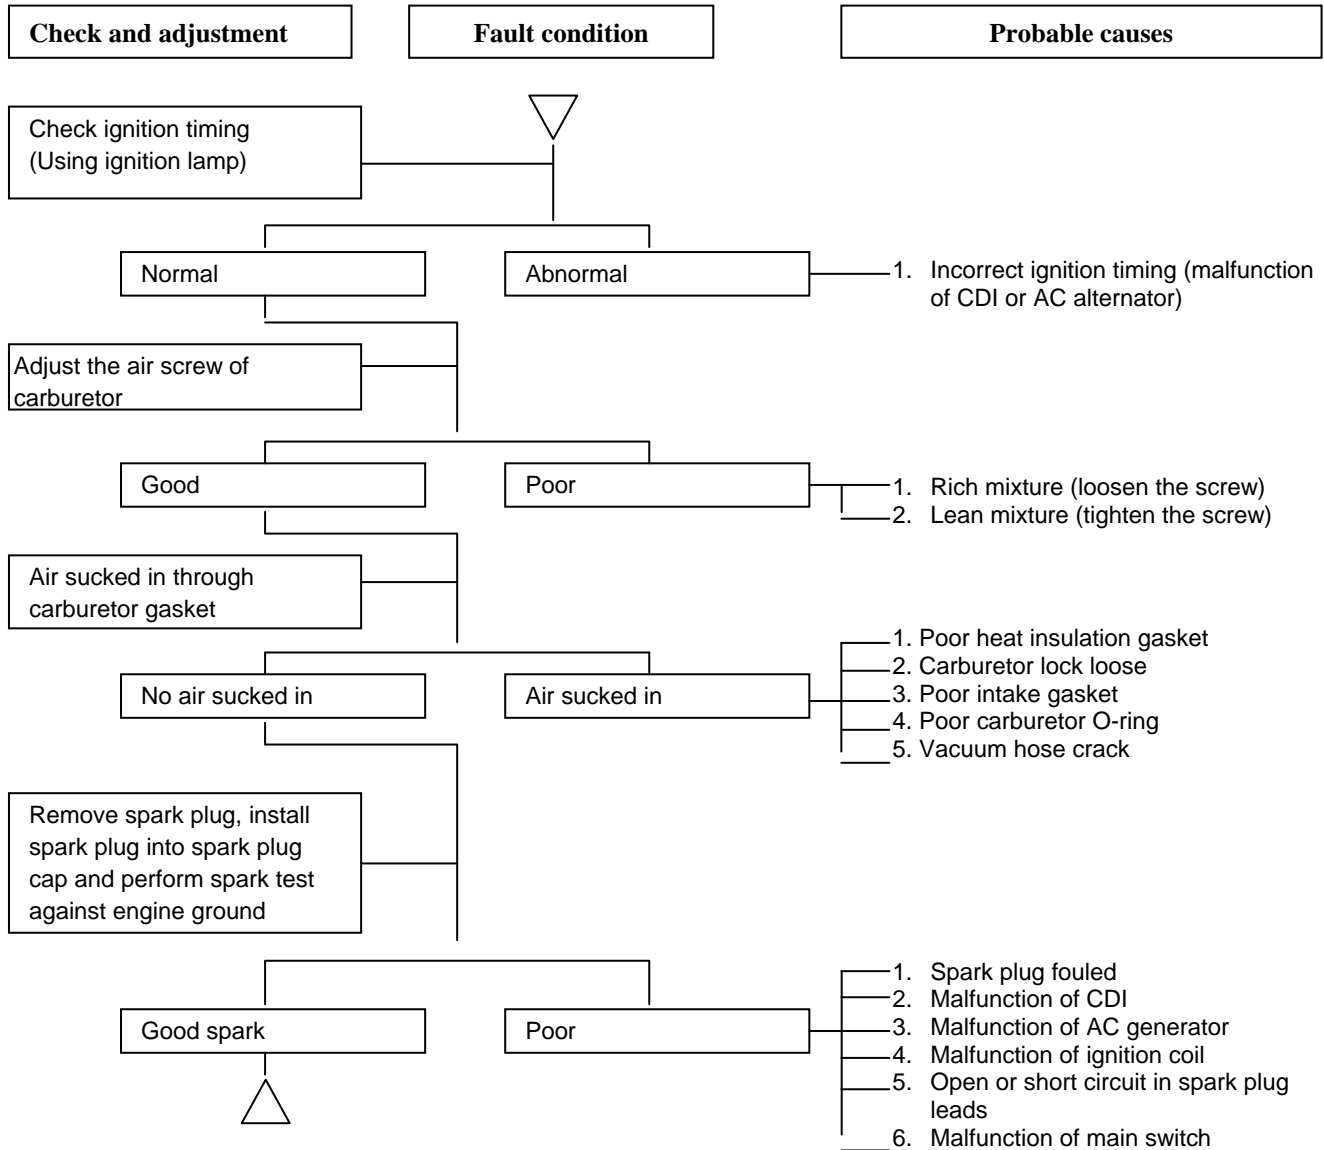 Check and adjustment
Fault condition
Probable causes
Check ignition timing
(Using ignition lamp)
Normal
Abnormal
1. Incorrect ignition timing (malfunction
of CDI or AC alternator)
Adjust the air screw of
carburetor
Good
Poor
1. Rich mixture (loosen the screw)
2. Lean mixture (tighten the screw)
Air sucked in through
carburetor gasket
No air sucked in
Air sucked in
1. Poor heat insulation gasket
2. Carburetor lock loose
3. Poor intake gasket
4. Poor carburetor O-ring
5. Vacuum hose crack
Remove spark plug, install
spark plug into spark plug
cap and perform spark test
against engine ground
Good spark
Poor
1. Spark plug fouled
2. Malfunction of CDI
3. Malfunction of AC generator
4. Malfunction of ignition coil
5. Open or short circuit in spark plug
leads
6. Malfunction of main switch